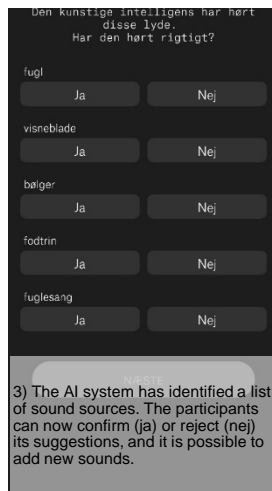 Den kunstige intelligens har hørt
disse lyde.
Har den hørt rigtigt?
fugl
Ja Nej
visneblade
Ja Nej
bølger
Ja Nej
fodtrin
Ja Nej
fuglesang
Ja Nej
NÆSTE
3) The AI system has identified a list
of sound sources. The participants
can now confirm (ja) or reject (nej)
its suggestions, and it is possible to
add new sounds.